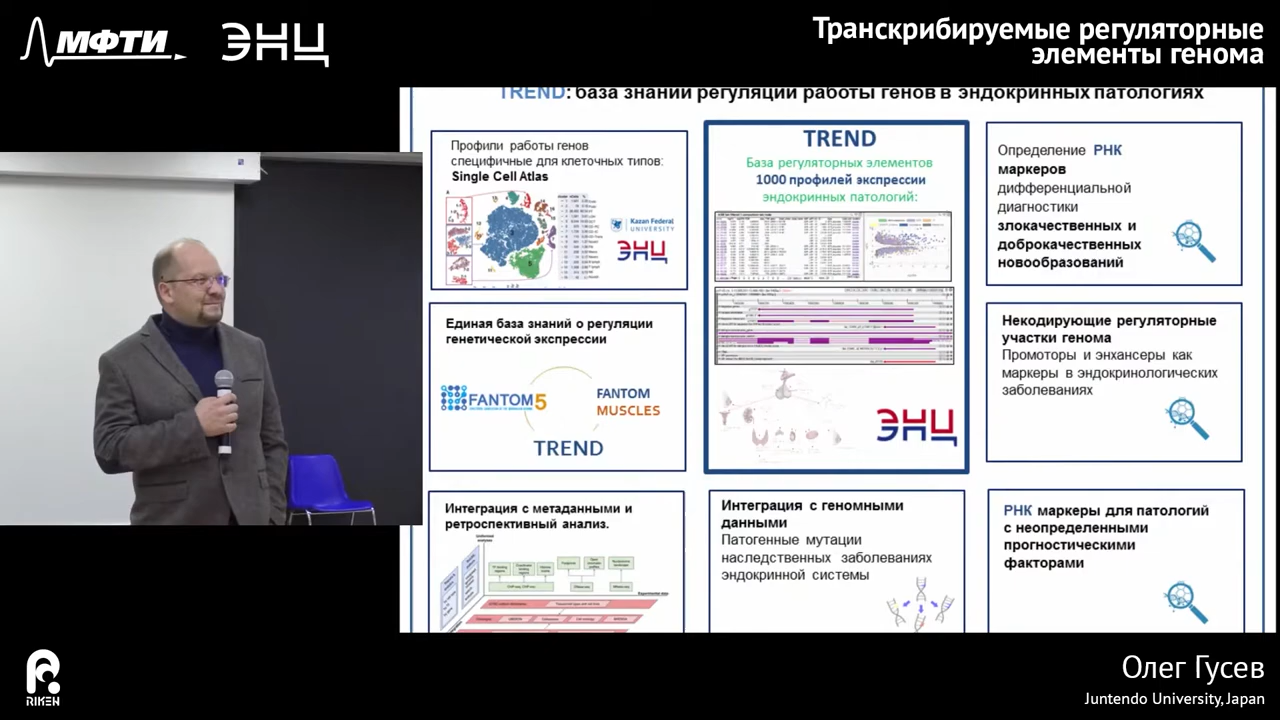 МФТИ
ЭНЦ
Транскрибируемые регуляторные
элементы генома
TREND: база знаний регуляции работы генов в эндокринных патологиях
Профили работы генов
специфичные для клеточных типов:
Single Cell Atlas
Kazan Federal
UNIVERSITY
ЭНЦ
Единая база знаний о регуляции
генетической экспрессии
FANTOM5
FANTOM
MUSCLES
TREND
Интеграция с метаданными и
ретроспективный анализ.
TREND
База регуляторных элементов
1000 профилей экспрессии
эндокринных патологий:
ЭНЦ
Интеграция с геномными
данными
Патогенные мутации
наследственных заболеваниях
эндокринной системы
Определение РНК
маркеров
дифференциальной
диагностики
злокачественных и
доброкачественных
новообразований
Некодирующие регуляторные
участки генома
Промоторы и энхансеры как
маркеры в эндокринологических
заболеваниях
РНК маркеры для патологий
с неопределенными
прогностическими
факторами
RIKEN
Олег Гусев
Juntendo University, Japan